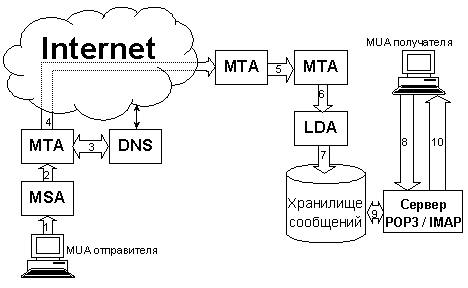 Internet
MUA получателя
MTA
5
MTA
4
6
MTA
3
DNS
LDA
8
10
2
7
MSA
Хранилище
сообщений
9
Сервер
POP3 / IMAP
1
MUA отправителя